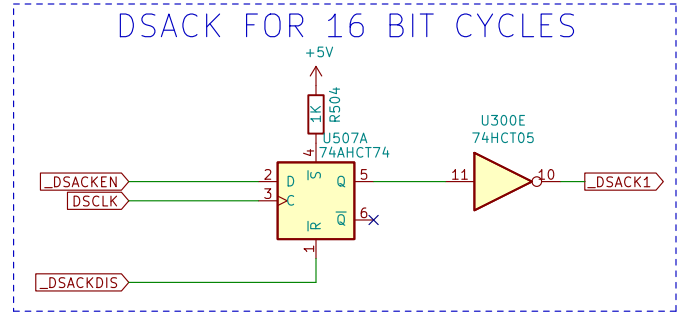 DSACK FOR 16 BIT CYCLES
+5V
1K
R504
U507A
74AHCT74
U300E
74HCT05
4
S
_DSACKEN
2
D
Q
5
11
10
_DSACK1
DSCLK
3
C
Q
6
R
1
_DSACKDIS